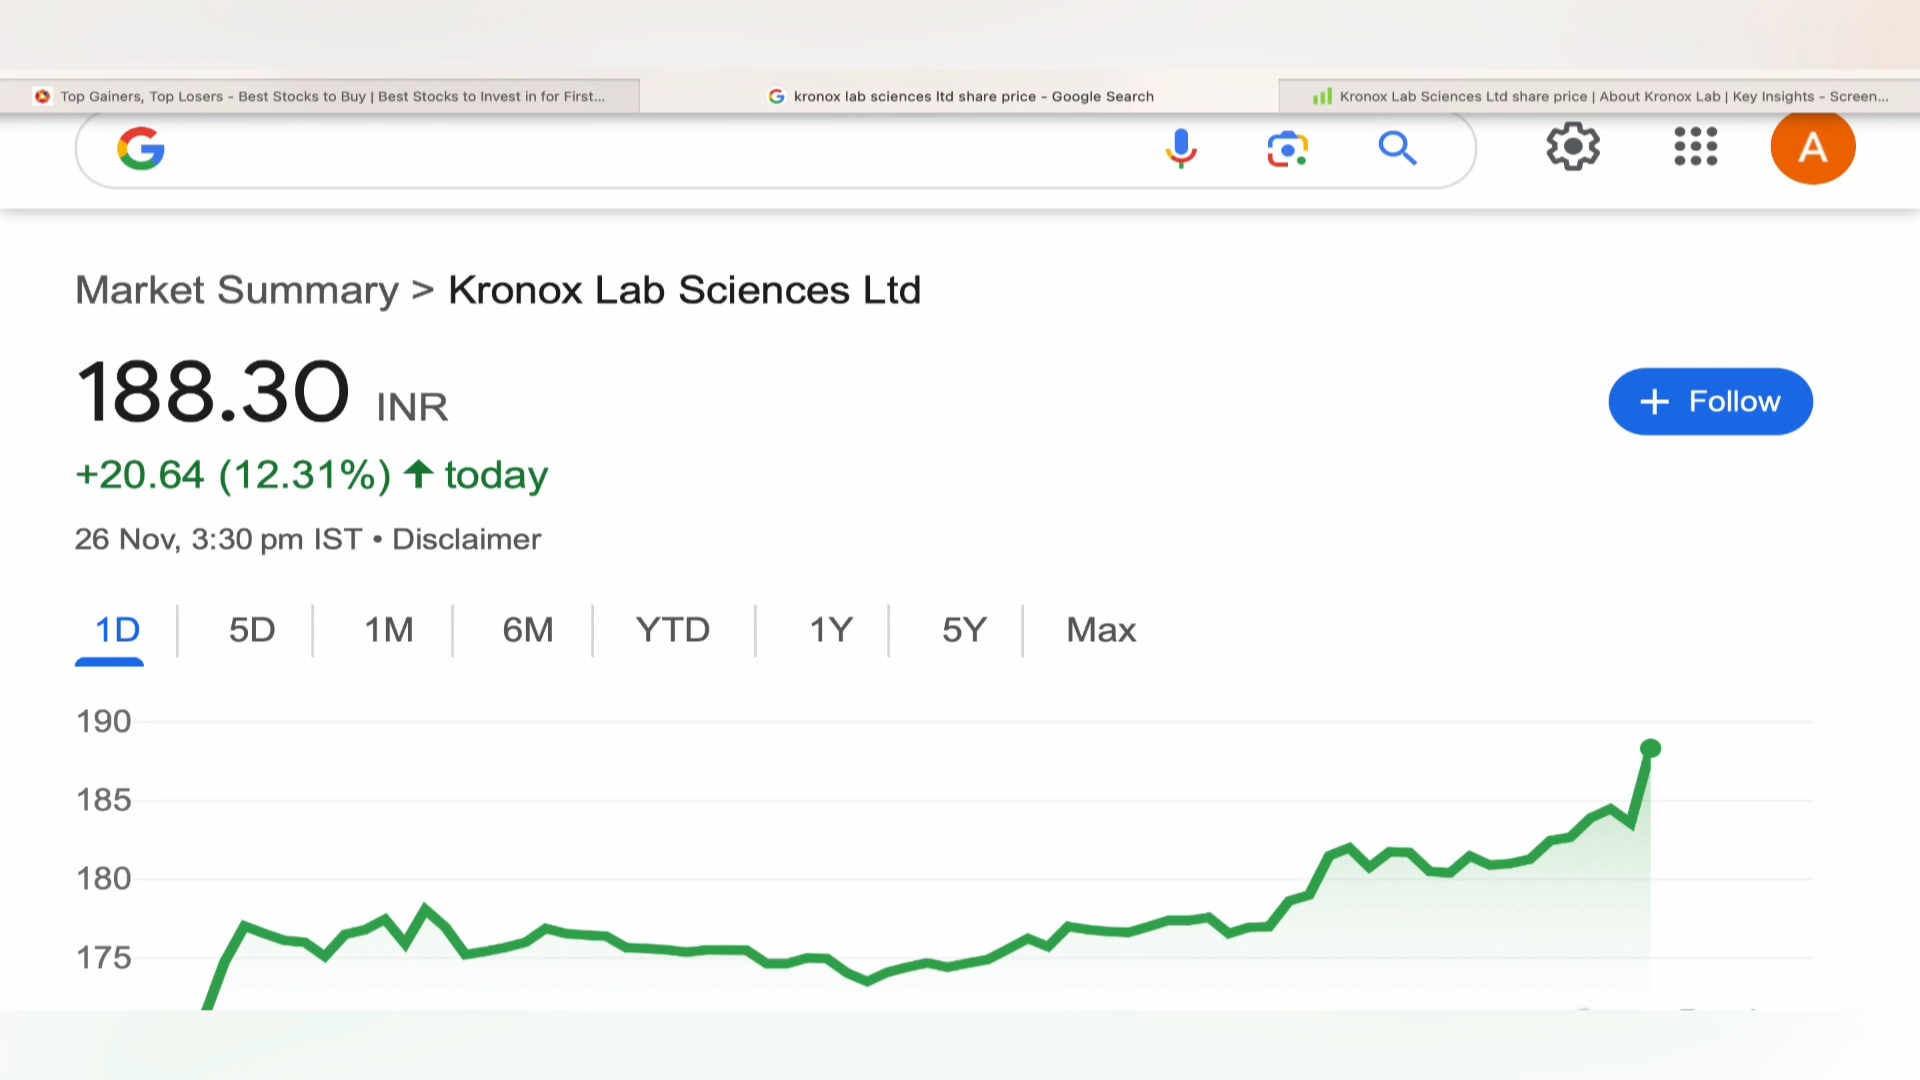 Top Gainers, Top Losers - Best Stocks to Buy | Best Stocks to Invest in for First...
kronox lab sciences ltd share price - Google Search
Kronox Lab Sciences Ltd share price | About Kronox Lab | Key Insights - Screen...
A
Market Summary > Kronox Lab Sciences Ltd
188.30 INR
+ Follow
+20.64 (12.31%) ↑ today
26 Nov, 3:30 pm IST • Disclaimer
1D 5D 1M 6M YTD 1Y 5Y Max
190
185
180
175